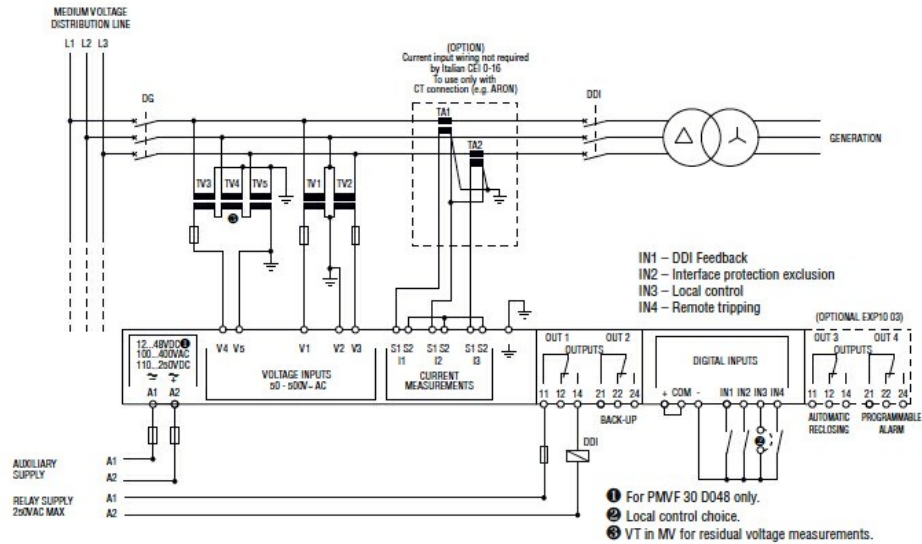 MEDIUM VOLTAGE
DISTRIBUTION LINE
L1 L2 L3
(OPTION)
Current input wiring not required
by Italian CEI 0-16
To use only with
CT connection (e.g. ARON)
DG
DDI
TA1
TA2
GENERATION
TV3 TV4 TV5 TV1 TV2
❸
IN1 – DDI Feedback
IN2 – Interface protection exclusion
IN3 – Local control
IN4 – Remote tripping
(OPTIONAL EXP10 03)
12...48VDC❶
100...400VAC
110...250VDC
A1 A2
V4 V5 V1 V2 V3
VOLTAGE INPUTS
50 - 500V~ AC
S1 S2 S1 S2 S1 S2
I1 I2 I3
CURRENT
MEASUREMENTS
OUT 1 OUT 2
OUTPUTS
11 12 14 21 22 24
BACK-UP
DIGITAL INPUTS
+ COM - IN1 IN2 IN3 IN4
❷
OUT 3 OUT 4
OUTPUTS
11 12 14 21 22 24
AUTOMATIC
RECLOSING
PROGRAMMABLE
ALARM
DDI
AUXILIARY
SUPPLY
A1
A2
RELAY SUPPLY
250VAC MAX
A1
A2
❶ For PMVF 30 D048 only.
❷ Local control choice.
❸ VT in MV for residual voltage measurements.